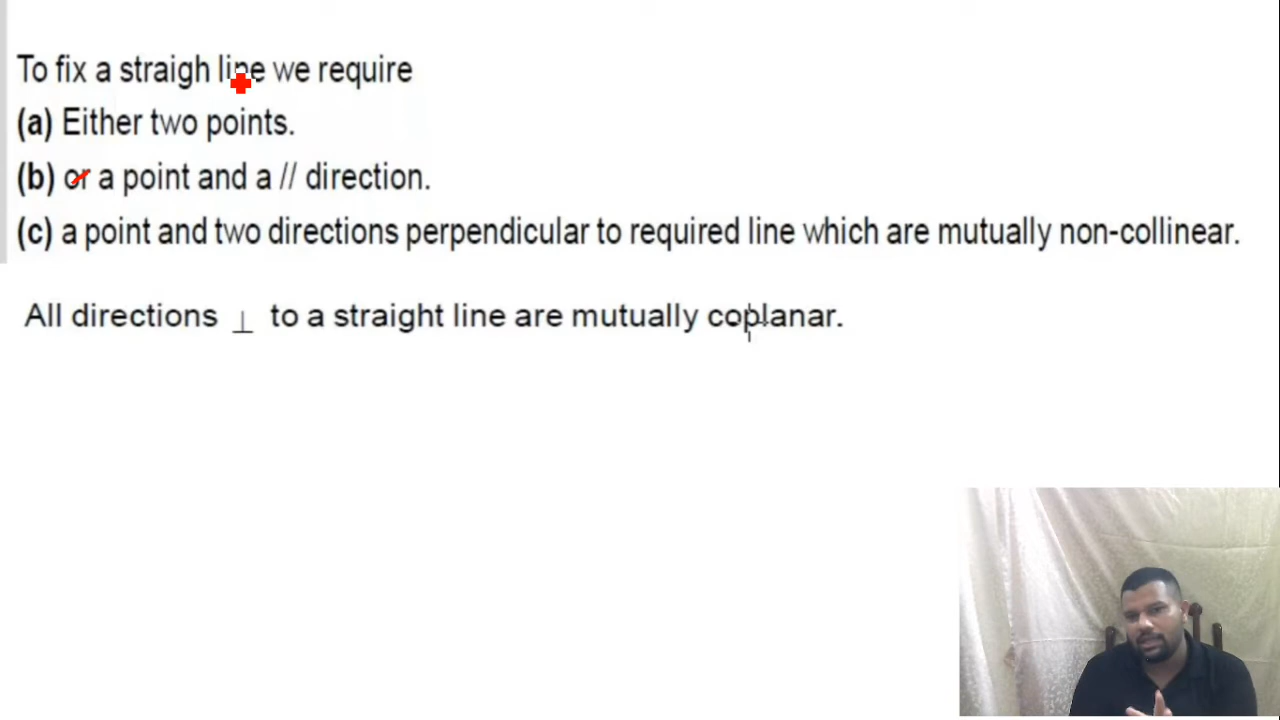 To fix a straigh line we require
(a) Either two points.
(b) or a point and a // direction.
(c) a point and two directions perpendicular to required line which are mutually non-collinear.
All directions ⊥ to a straight line are mutually coplanar.